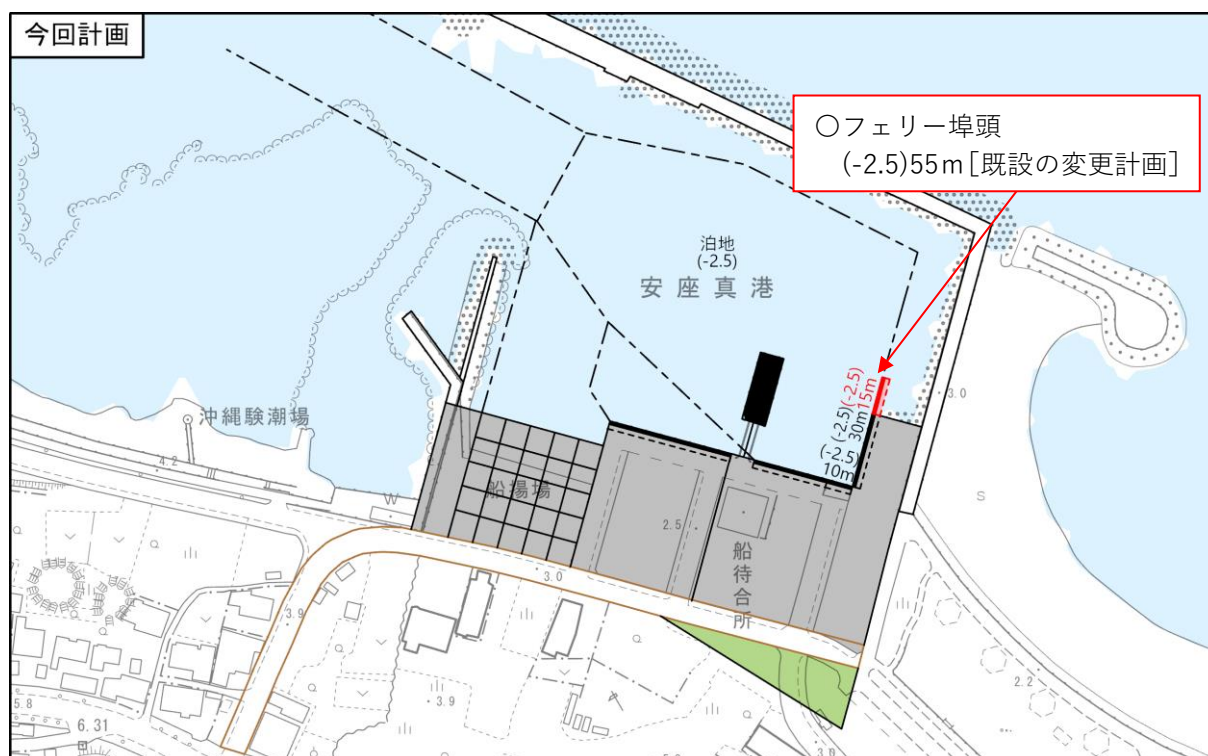 今回計画
〇フェリー埠頭
(-2.5)55m[既設の変更計画]
泊地
(-2.5)
安座真港
(-2.5)
15m
(-2.5)
30m
(-2.5)
10m
3.0
沖縄験潮場
4.2
W
S
船揚場
2.5
船待合所
3.0
3.9
3.9
2.2
5.8
6.31
3.0